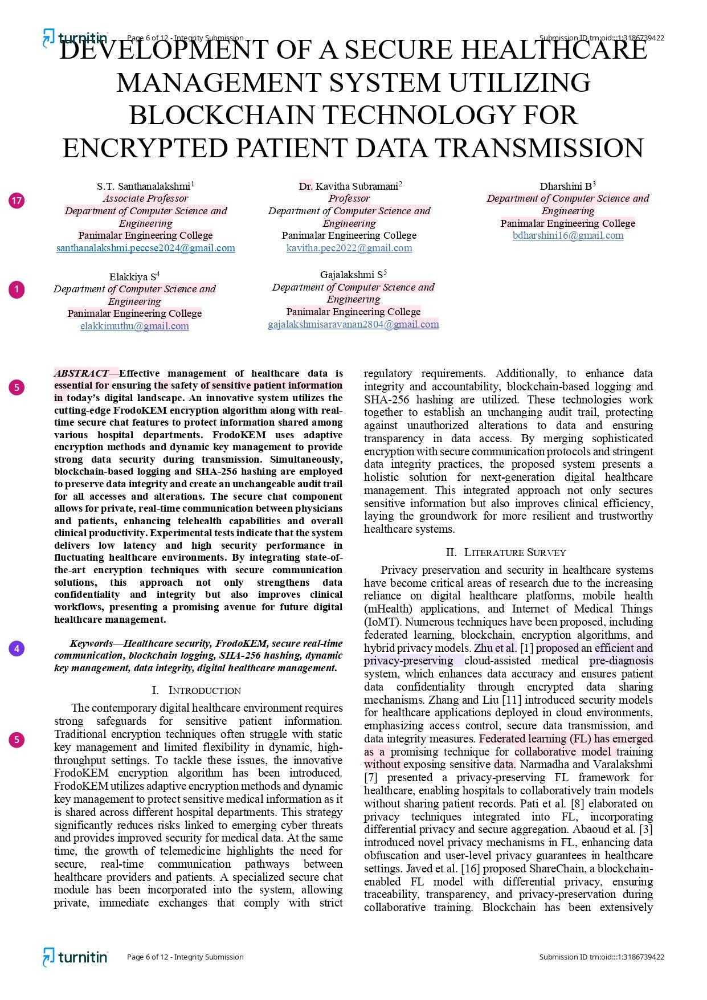 turnitin
Page 6 of 12 - Integrity Submission
Submission ID trn:oid:::1:3186739422
DEVELOPMENT OF A SECURE HEALTHCARE
MANAGEMENT SYSTEM UTILIZING
BLOCKCHAIN TECHNOLOGY FOR
ENCRYPTED PATIENT DATA TRANSMISSION
17
S.T. Santhanalakshmi1
Associate Professor
Department of Computer Science and
Engineering
Panimalar Engineering College
santhanalakshmi.peccse2024@gmail.com
Dr. Kavitha Subramani2
Professor
Department of Computer Science and
Engineering
Panimalar Engineering College
kavitha.pec2022@gmail.com
Dharshini B3
Department of Computer Science and
Engineering
Panimalar Engineering College
bdharshini16@gmail.com
1
Elakkiya S4
Department of Computer Science and
Engineering
Panimalar Engineering College
elakkimuthu@gmail.com
Gajalakshmi S5
Department of Computer Science and
Engineering
Panimalar Engineering College
gajalakshmisaravanan2804@gmail.com
5
ABSTRACT—Effective management of healthcare data is
essential for ensuring the safety of sensitive patient information
in today’s digital landscape. An innovative system utilizes the
cutting-edge FrodoKEM encryption algorithm along with real-
time secure chat features to protect information shared among
various hospital departments. FrodoKEM uses adaptive
encryption methods and dynamic key management to provide
strong data security during transmission. Simultaneously,
blockchain-based logging and SHA-256 hashing are employed
to preserve data integrity and create an unchangeable audit trail
for all accesses and alterations. The secure chat component
allows for private, real-time communication between physicians
and patients, enhancing telehealth capabilities and overall
clinical productivity. Experimental tests indicate that the system
delivers low latency and high security performance in
fluctuating healthcare environments. By integrating state-of-
the-art encryption techniques with secure communication
solutions, this approach not only strengthens data
confidentiality and integrity but also improves clinical
workflows, presenting a promising avenue for future digital
healthcare management.
4
Keywords—Healthcare security, FrodoKEM, secure real-time
communication, blockchain logging, SHA-256 hashing, dynamic
key management, data integrity, digital healthcare management.
I. INTRODUCTION
5
The contemporary digital healthcare environment requires
strong safeguards for sensitive patient information.
Traditional encryption techniques often struggle with static
key management and limited flexibility in dynamic, high-
throughput settings. To tackle these issues, the innovative
FrodoKEM encryption algorithm has been introduced.
FrodoKEM utilizes adaptive encryption methods and dynamic
key management to protect sensitive medical information as it
is shared across different hospital departments. This strategy
significantly reduces risks linked to emerging cyber threats
and provides improved security for medical data. At the same
time, the growth of telemedicine highlights the need for
secure, real-time communication pathways between
healthcare providers and patients. A specialized secure chat
module has been incorporated into the system, allowing
private, immediate exchanges that comply with strict
regulatory requirements. Additionally, to enhance data
integrity and accountability, blockchain-based logging and
SHA-256 hashing are utilized. These technologies work
together to establish an unchanging audit trail, protecting
against unauthorized alterations to data and ensuring
transparency in data access. By merging sophisticated
encryption with secure communication protocols and stringent
data integrity practices, the proposed system presents a
holistic solution for next-generation digital healthcare
management. This integrated approach not only secures
sensitive information but also improves clinical efficiency,
laying the groundwork for more resilient and trustworthy
healthcare systems.
II. LITERATURE SURVEY
Privacy preservation and security in healthcare systems
have become critical areas of research due to the increasing
reliance on digital healthcare platforms, mobile health
(mHealth) applications, and Internet of Medical Things
(IoMT). Numerous techniques have been proposed, including
federated learning, blockchain, encryption algorithms, and
hybrid privacy models. Zhu et al. [1] proposed an efficient and
privacy-preserving cloud-assisted medical pre-diagnosis
system, which enhances data accuracy and ensures patient
data confidentiality through encrypted data sharing
mechanisms. Zhang and Liu [11] introduced security models
for healthcare applications deployed in cloud environments,
emphasizing access control, secure data transmission, and
data integrity measures. Federated learning (FL) has emerged
as a promising technique for collaborative model training
without exposing sensitive data. Narmadha and Varalakshmi
[7] presented a privacy-preserving FL framework for
healthcare, enabling hospitals to collaboratively train models
without sharing patient records. Pati et al. [8] elaborated on
privacy techniques integrated into FL, incorporating
differential privacy and secure aggregation. Abaoud et al. [3]
introduced novel privacy mechanisms in FL, enhancing data
obfuscation and user-level privacy guarantees in healthcare
settings. Javed et al. [16] proposed ShareChain, a blockchain-
enabled FL model with differential privacy, ensuring
traceability, transparency, and privacy-preservation during
collaborative training. Blockchain has been extensively
turnitin
Page 6 of 12 - Integrity Submission
Submission ID trn:oid:::1:3186739422